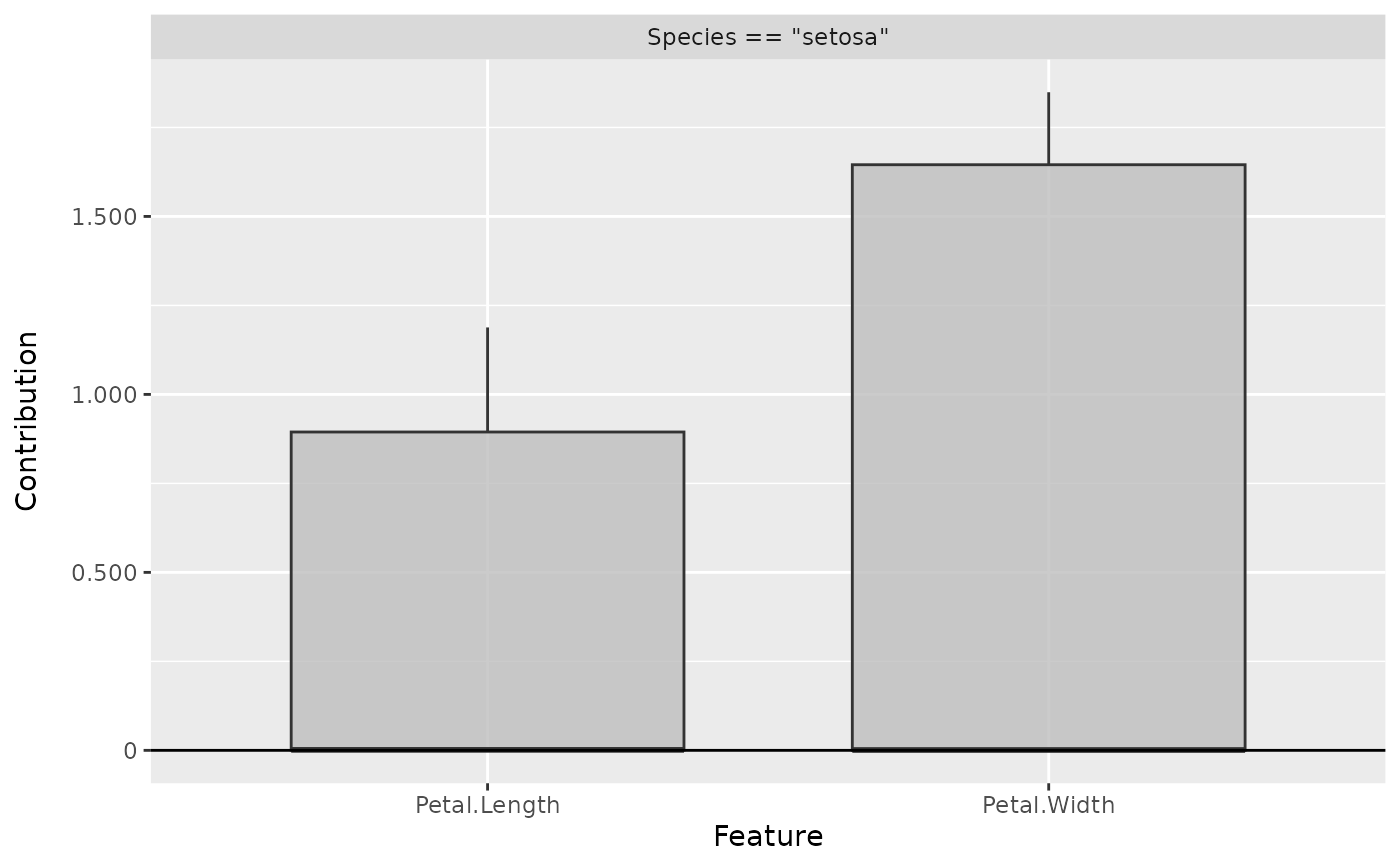 Species == "setosa"
Contribution
1.500
1.000
0.500
0
Petal.Length
Petal.Width
Feature